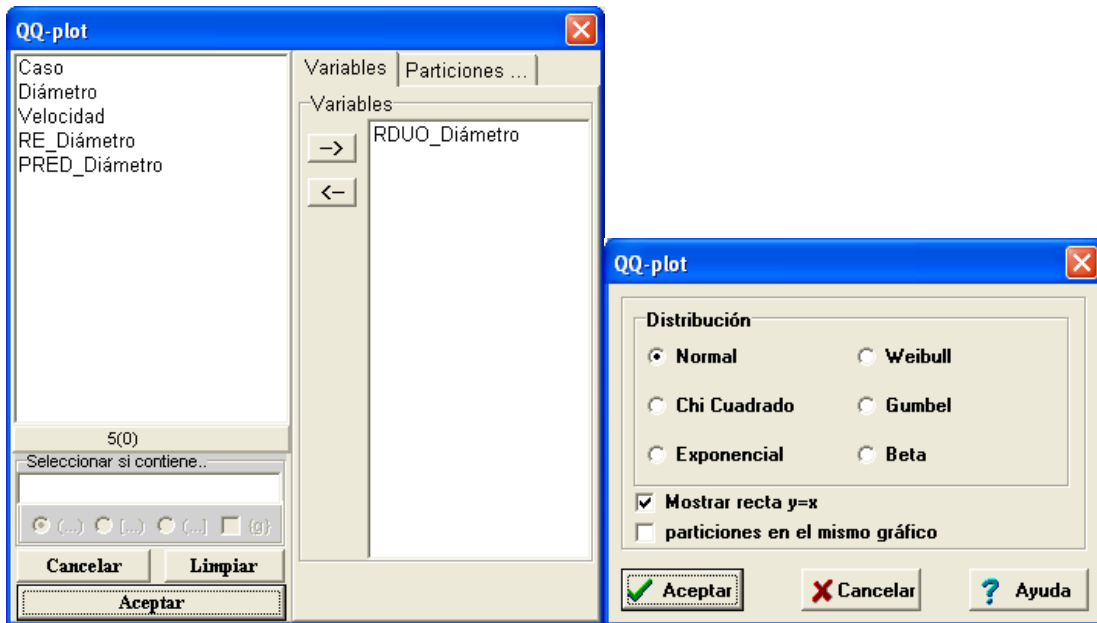 QQ-plot
Caso
Diámetro
Velocidad
RE_Diámetro
PRED_Diámetro
5(0)
Seleccionar si contiene..
(...) [...) (...] {g}
Cancelar Limpiar
Aceptar
Variables Particiones ...
Variables
-->
<--
RDUO_Diámetro
QQ-plot
Distribución
Normal Weibull
Chi Cuadrado Gumbel
Exponencial Beta
Mostrar recta y=x
particiones en el mismo gráfico
Aceptar Cancelar Ayuda